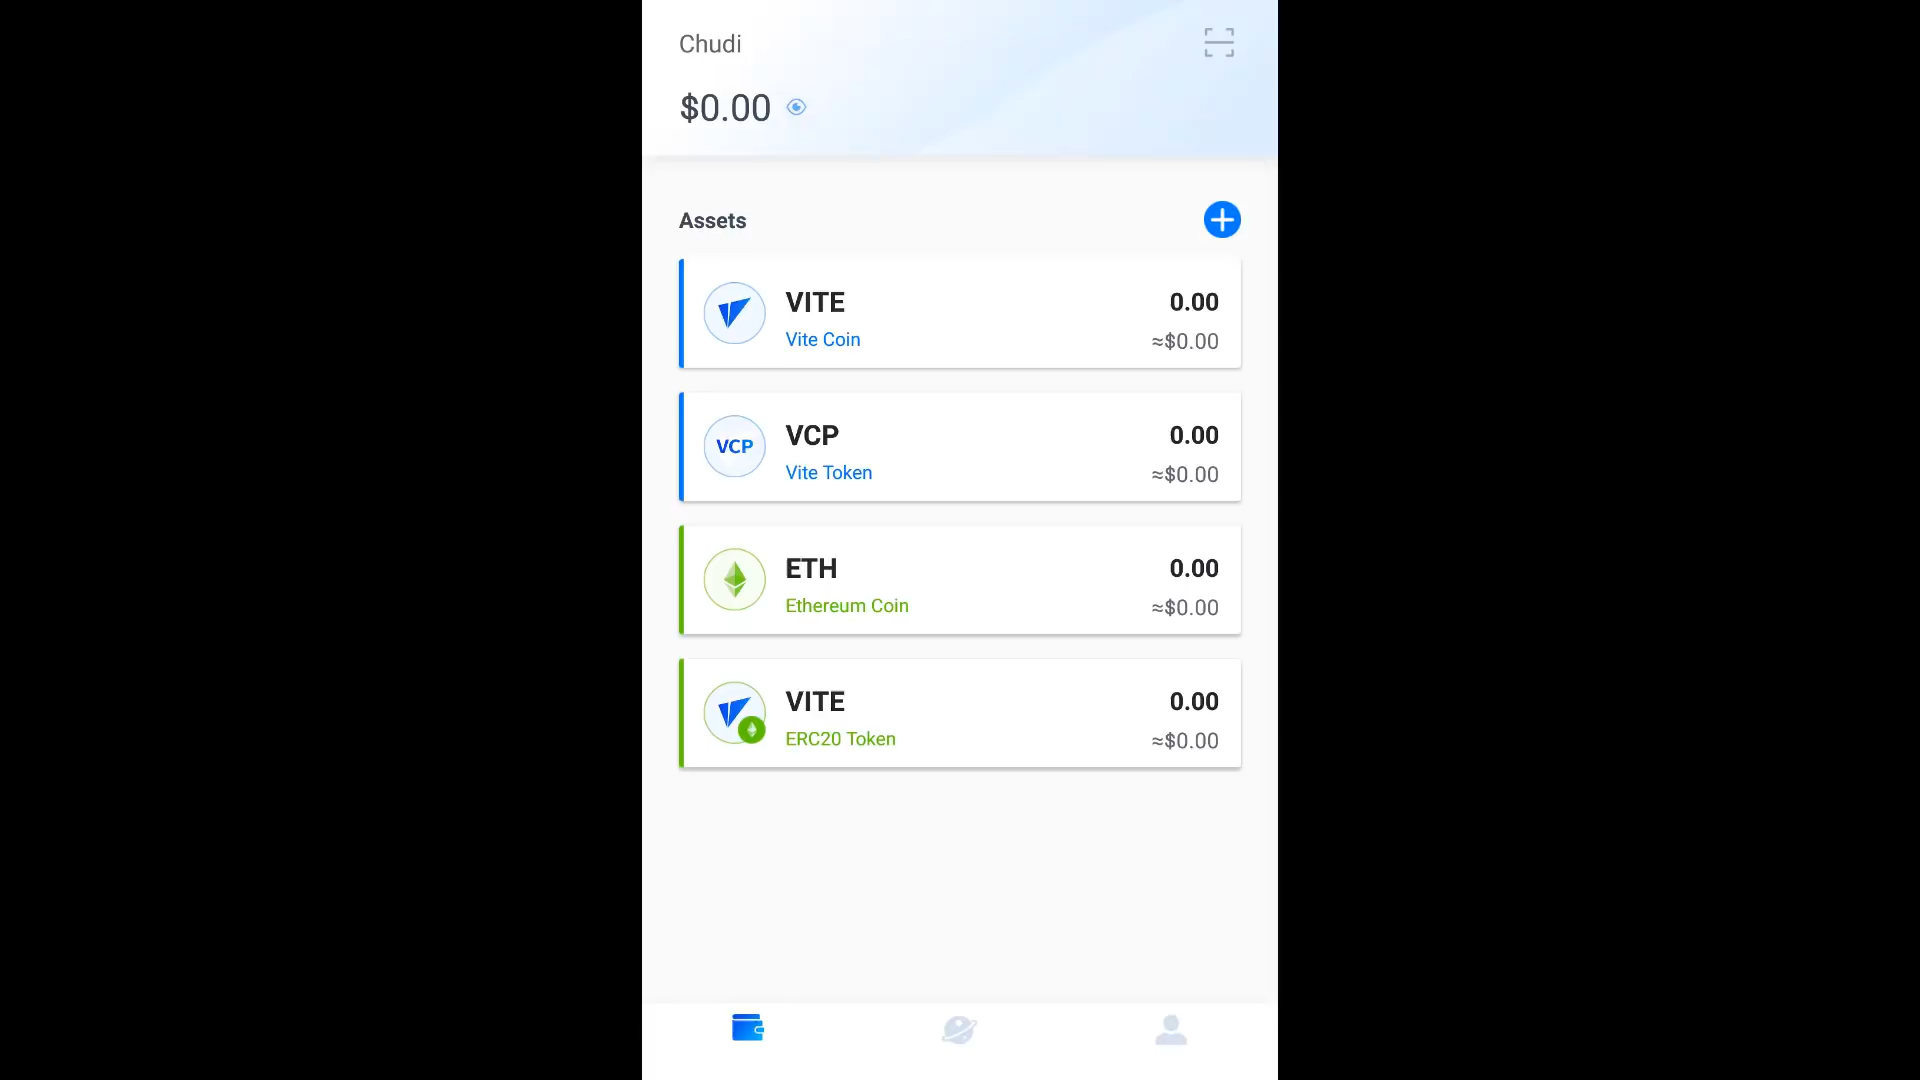 Chudi
$0.00
Assets
VITE
0.00
Vite Coin
≈$0.00
VCP
VCP
0.00
Vite Token
≈$0.00
ETH
0.00
Ethereum Coin
≈$0.00
VITE
0.00
ERC20 Token
≈$0.00